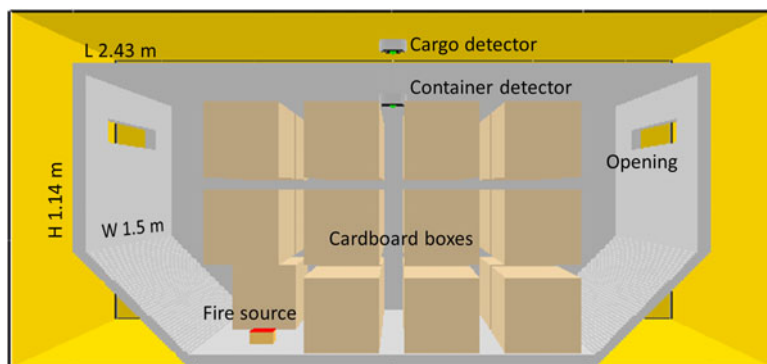 L 2.43 m
Cargo detector
Container detector
Opening
H 1.14 m
W 1.5 m
Cardboard boxes
Fire source